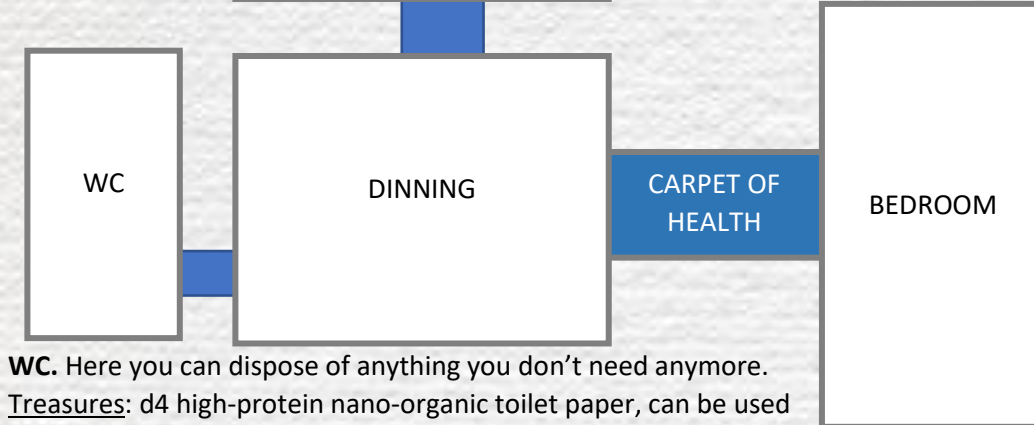 WC
DINNING
CARPET OF
HEALTH
BEDROOM
WC. Here you can dispose of anything you don’t need anymore.
Treasures: d4 high-protein nano-organic toilet paper, can be used